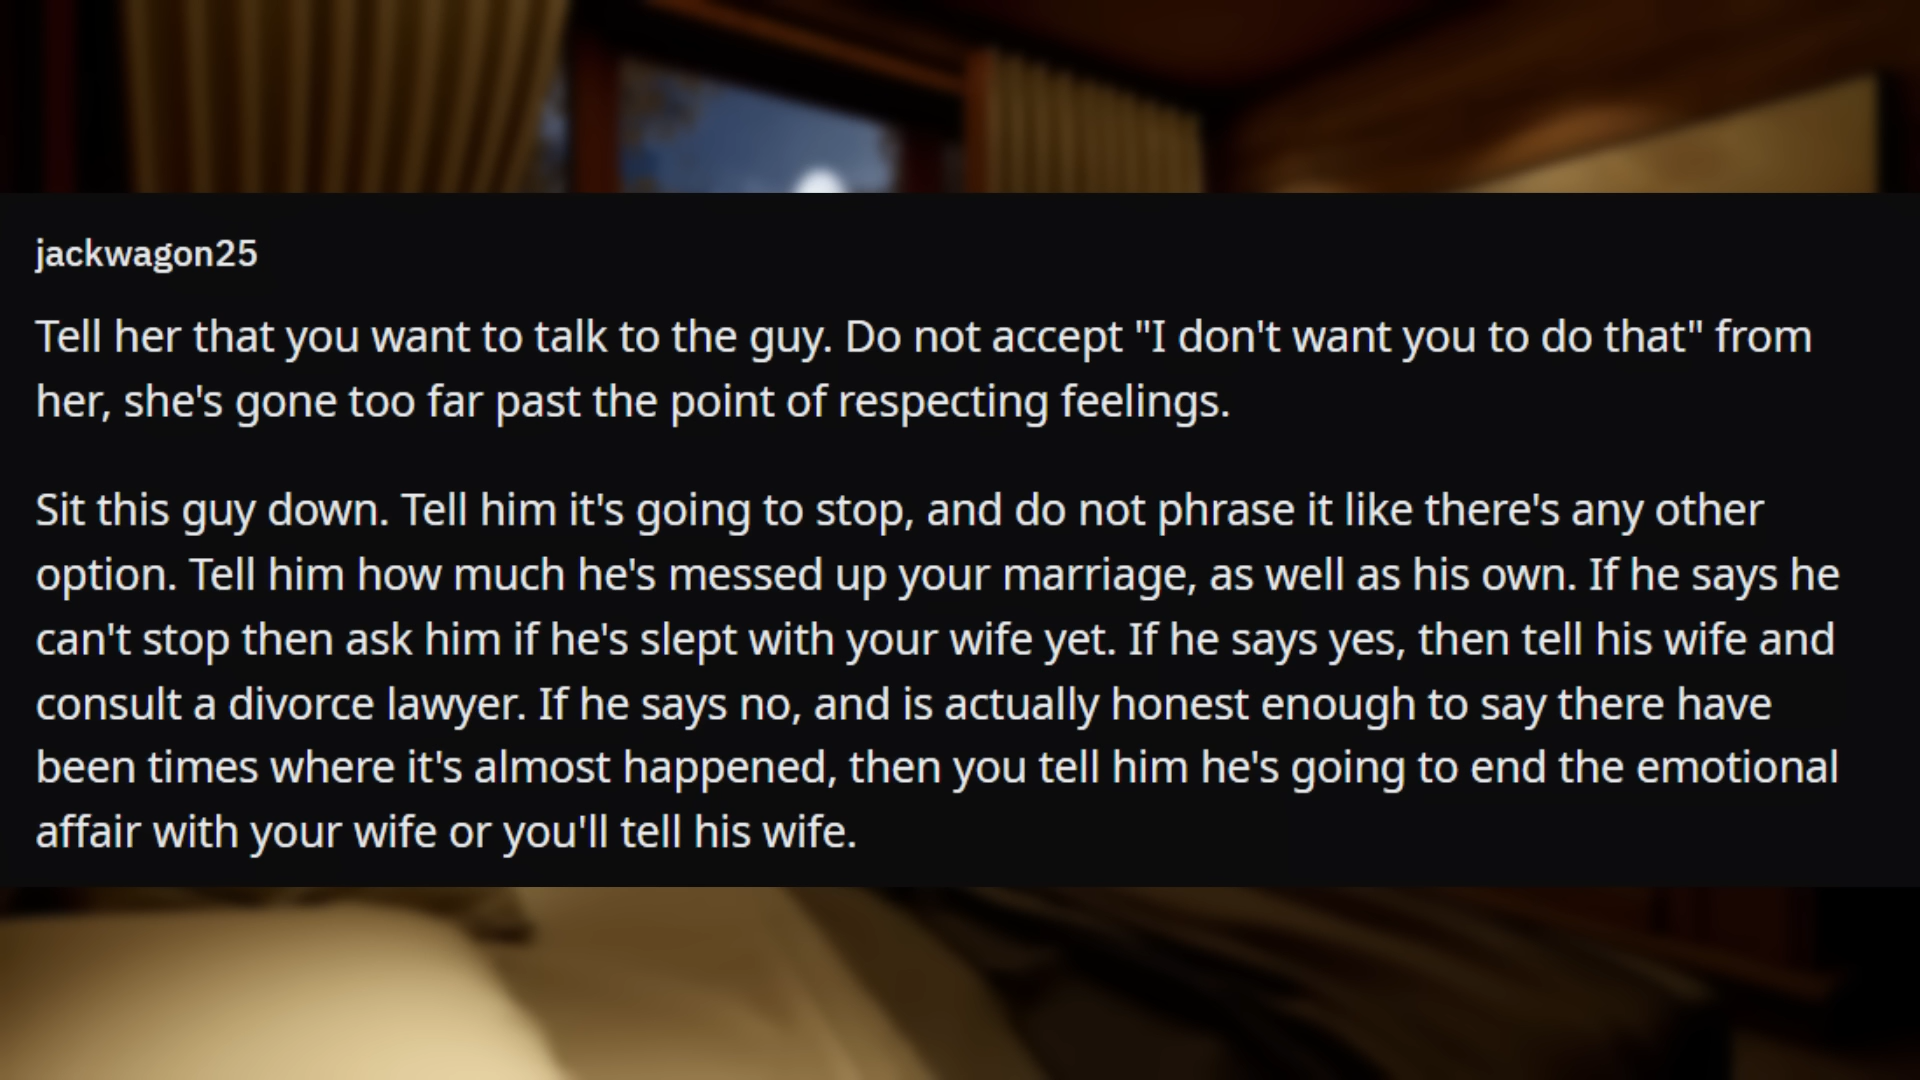 jackwagon25
Tell her that you want to talk to the guy. Do not accept "I don't want you to do that" from
her, she's gone too far past the point of respecting feelings.
Sit this guy down. Tell him it's going to stop, and do not phrase it like there's any other
option. Tell him how much he's messed up your marriage, as well as his own. If he says he
can't stop then ask him if he's slept with your wife yet. If he says yes, then tell his wife and
consult a divorce lawyer. If he says no, and is actually honest enough to say there have
been times where it's almost happened, then you tell him he's going to end the emotional
affair with your wife or you'll tell his wife.